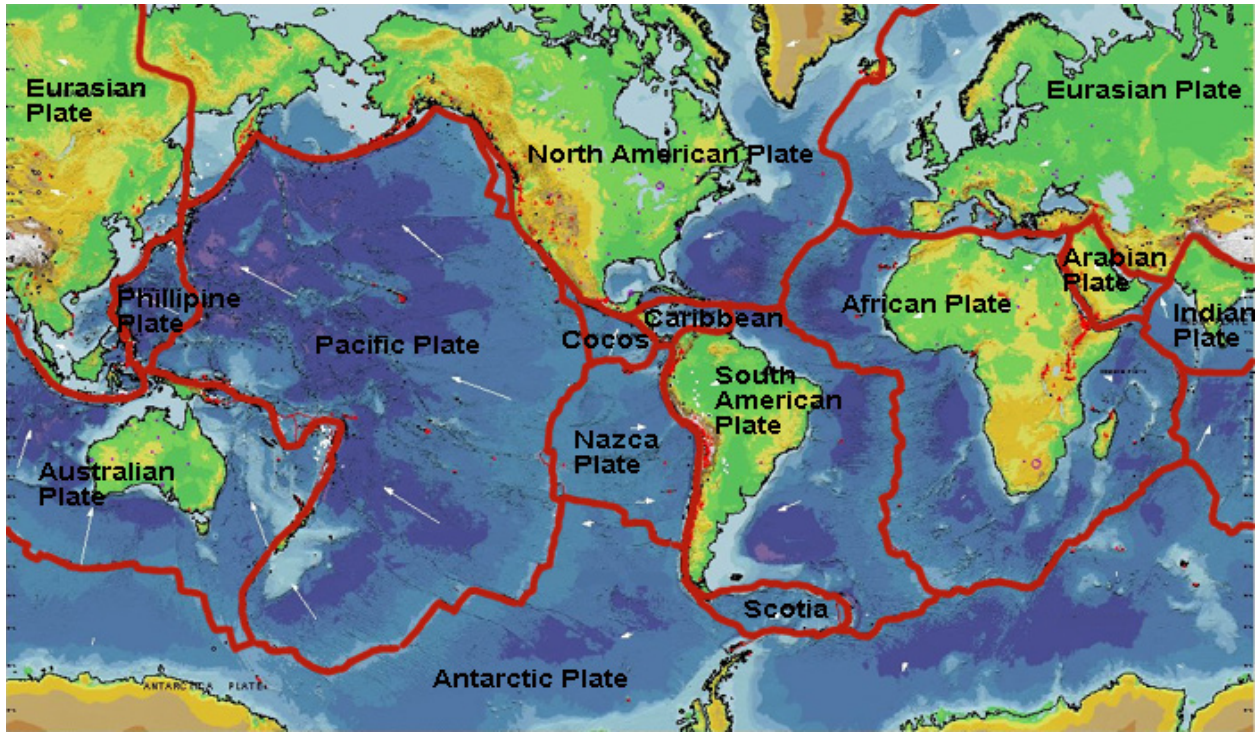 Eurasian
Plate
Eurasian Plate
North American Plate
Arabian
Plate
Phillipine
Plate
African Plate
Indian
Plate
Caribbean
Cocos
Pacific Plate
South
American
Plate
Nazca
Plate
Australian
Plate
Scotia
Antarctic Plate
ANTARCTICA PLATE